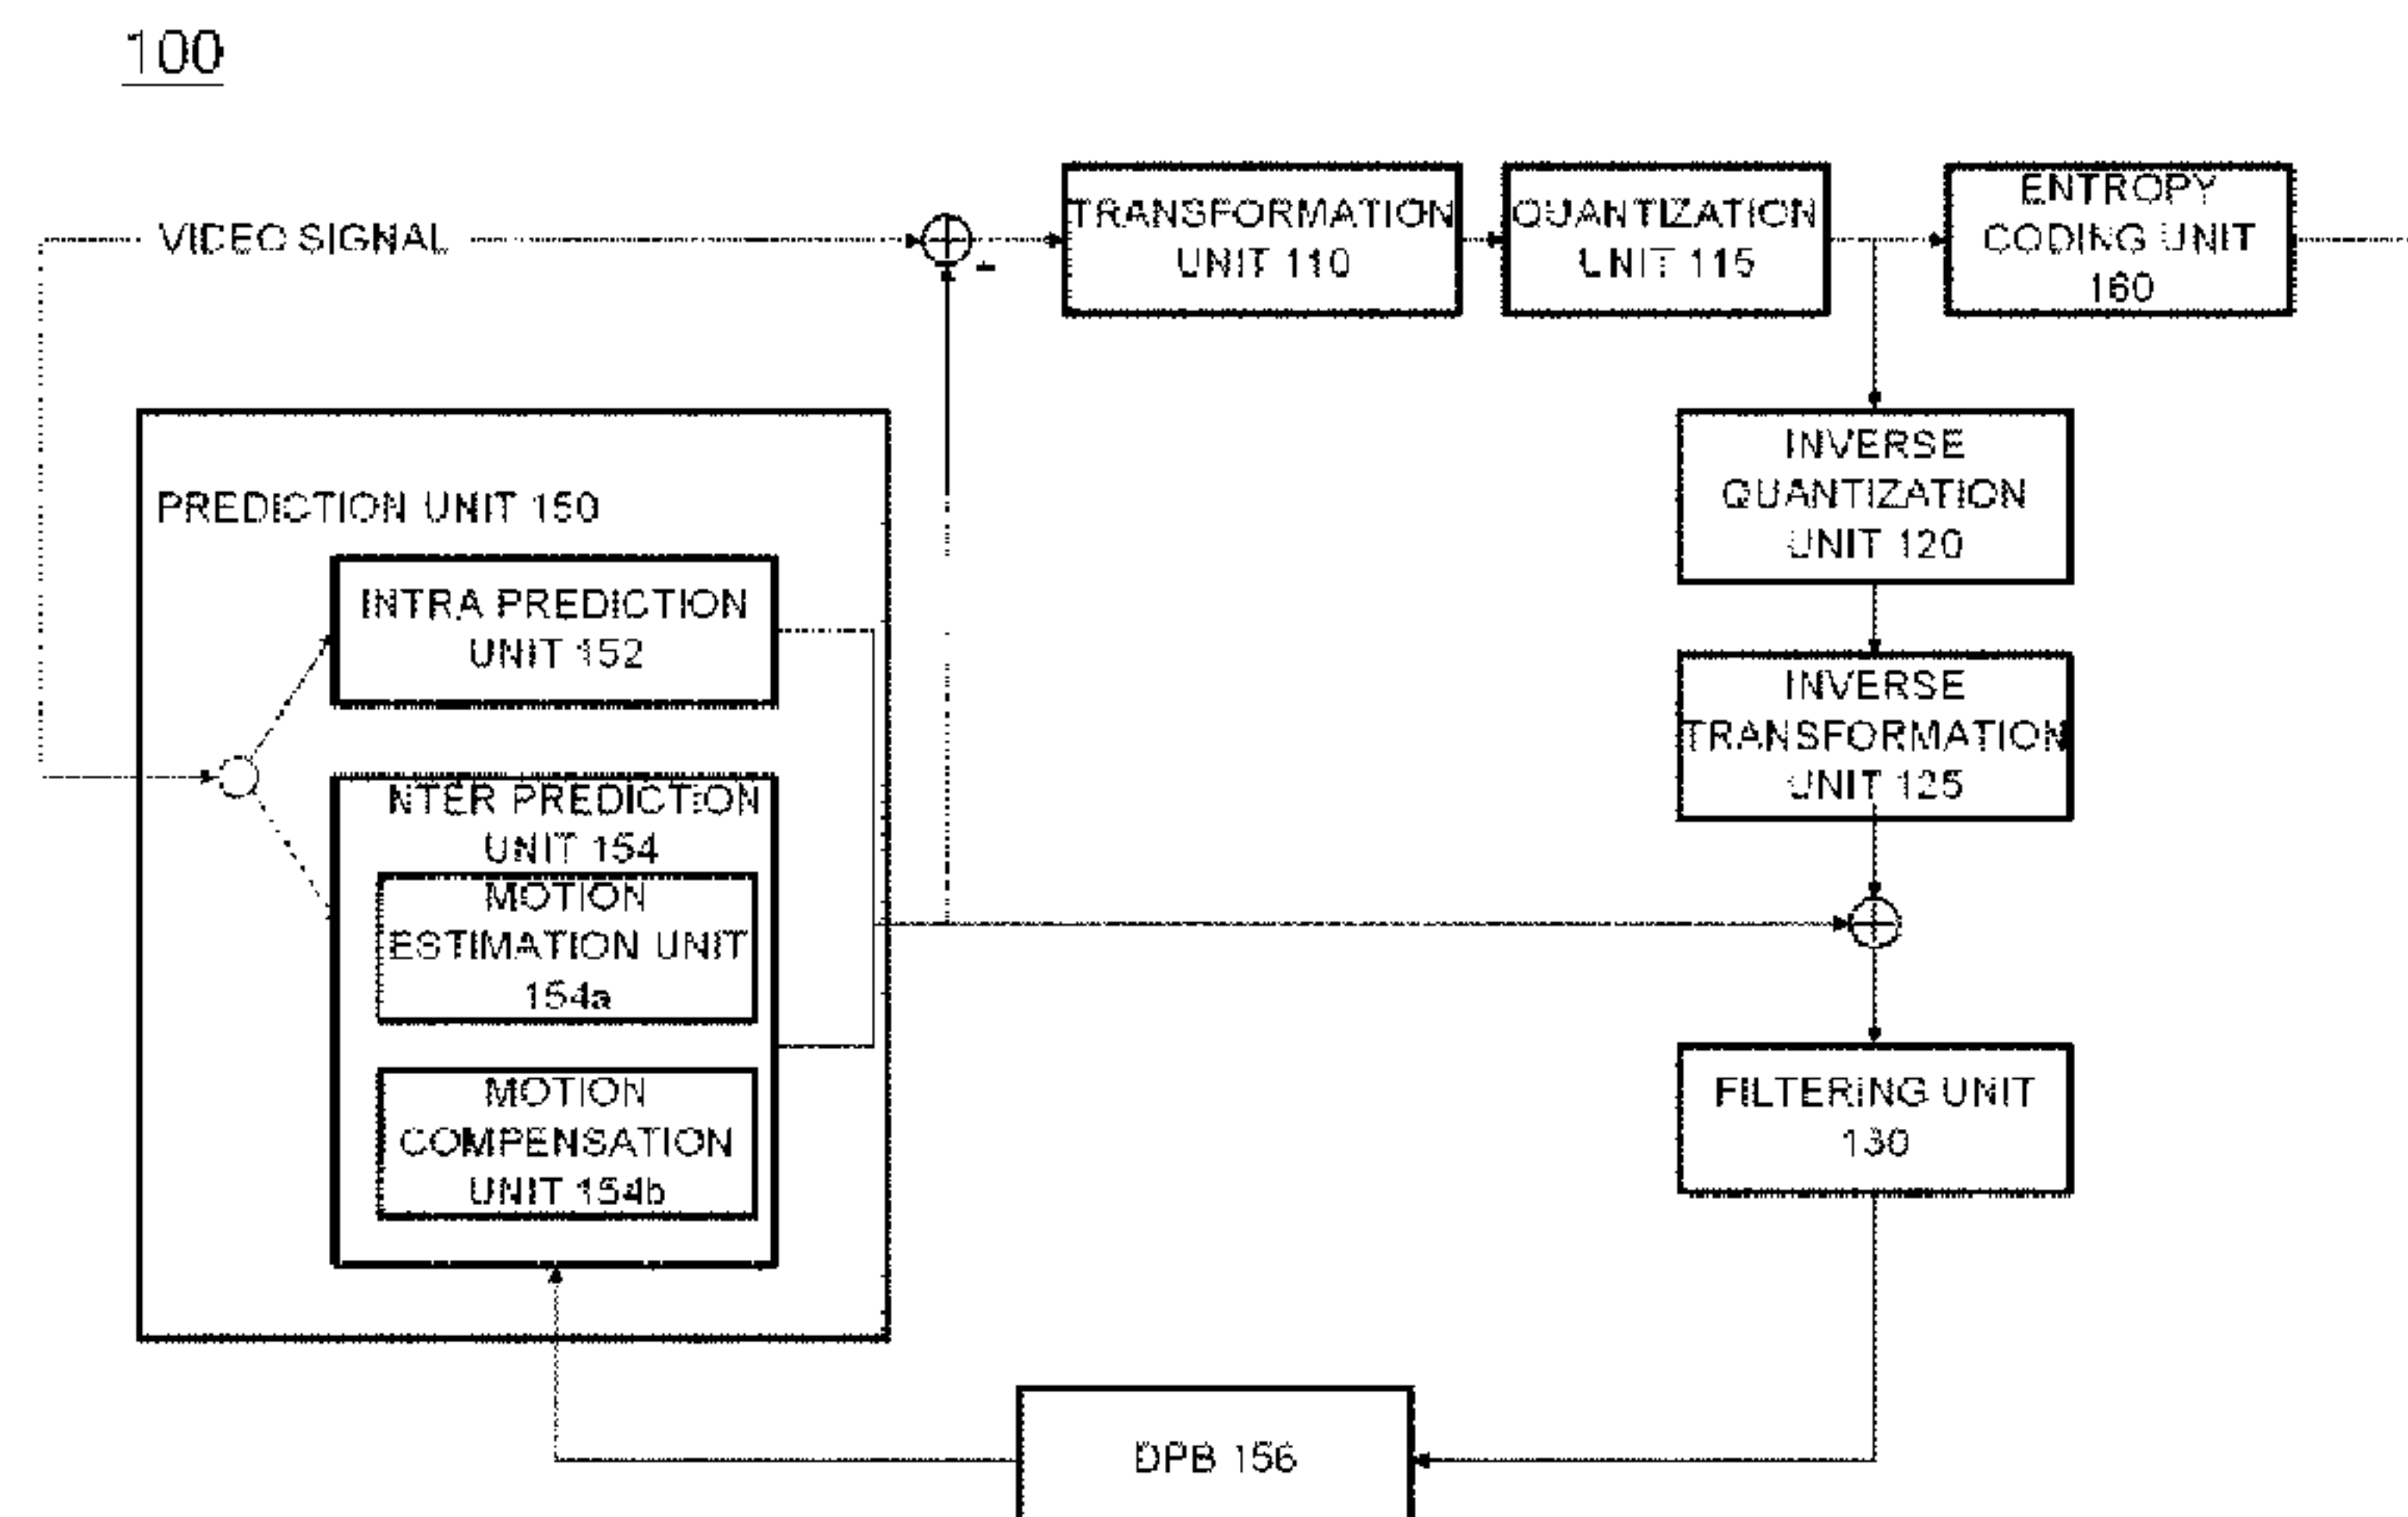 100
VIDEO SIGNAL
TRANSFORMATION
UNIT 110
QUANTIZATION
UNIT 115
ENTROPY
CODING UNIT
160
PREDICTION UNIT 150
INTRA PREDICTION
UNIT 152
NTER PREDICTION
UNIT 154
MOTION
ESTIMATION UNIT
154a
MOTION
COMPENSATION
UNIT 154b
INVERSE
QUANTIZATION
UNIT 120
INVERSE
TRANSFORMATION
UNIT 125
FILTERING UNIT
130
DPB 156